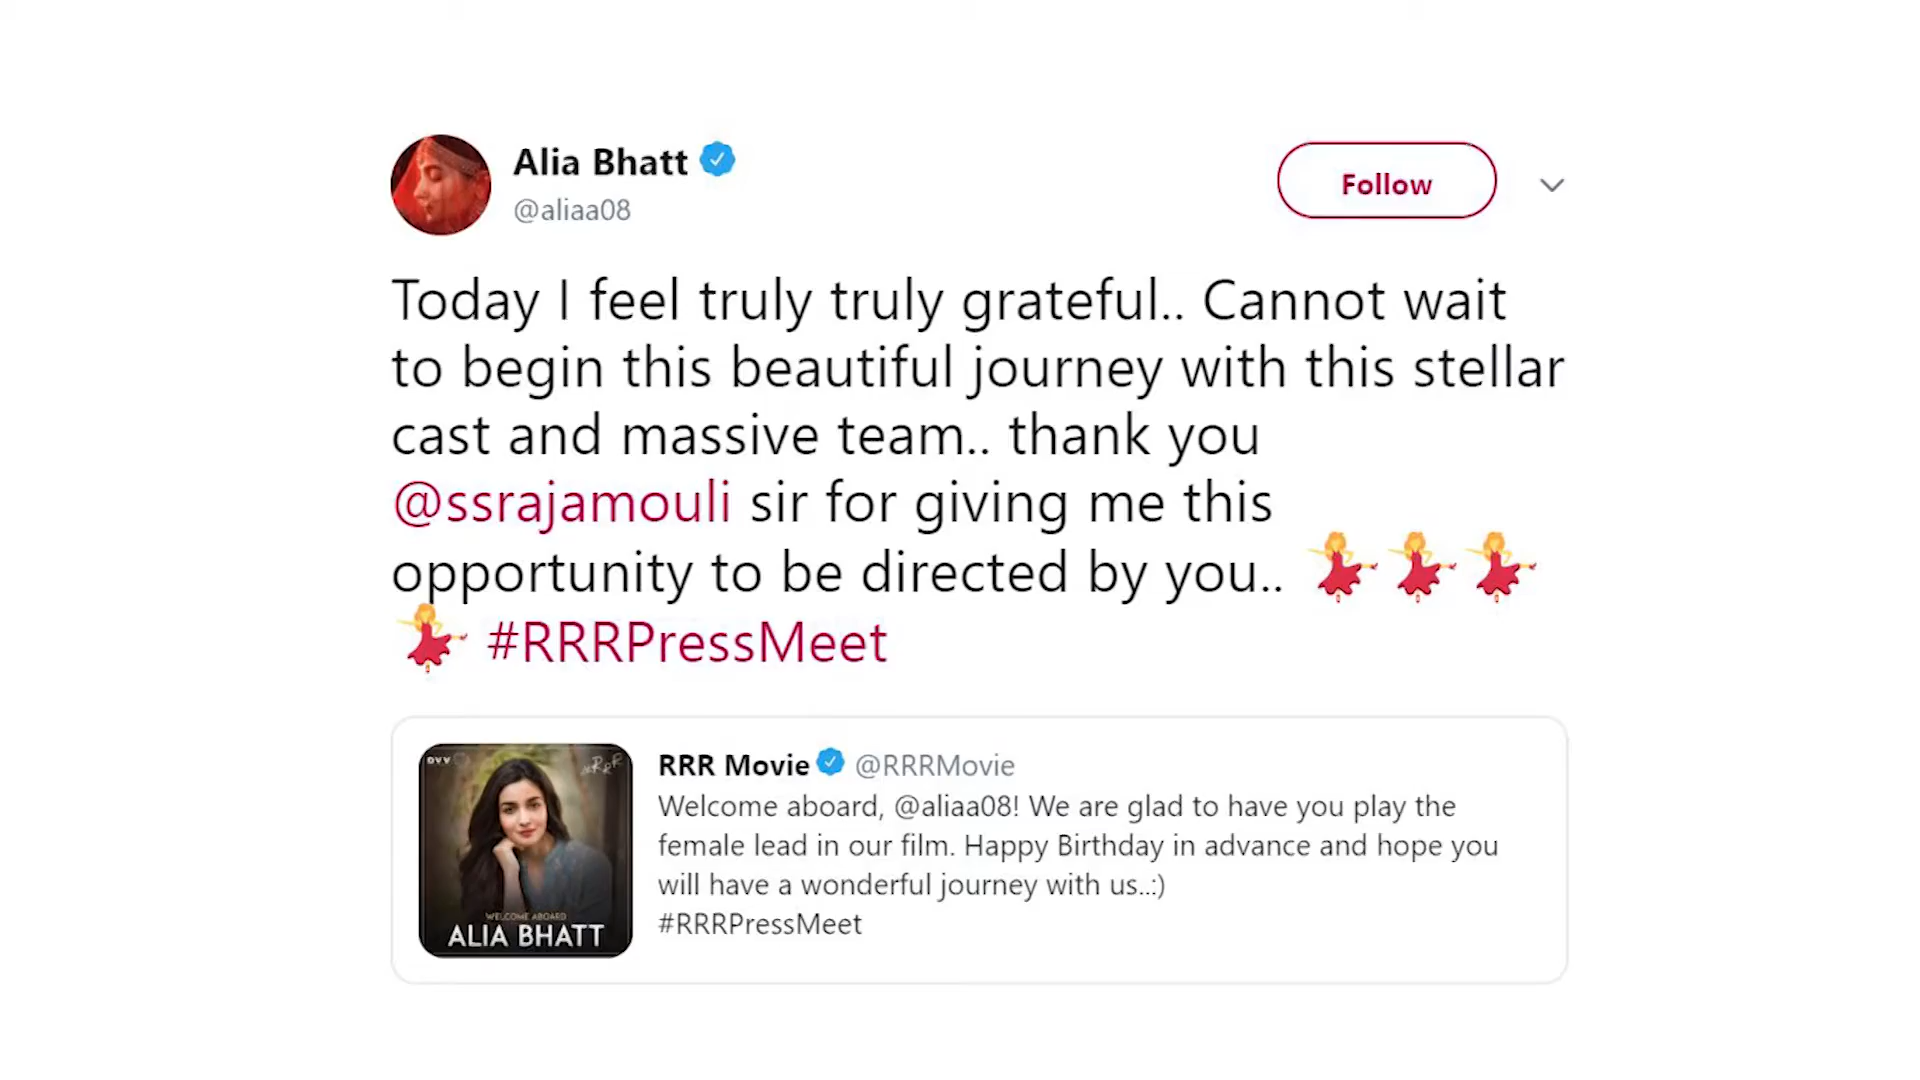 Alia Bhatt
@aliaa08
Follow
Today I feel truly truly grateful.. Cannot wait
to begin this beautiful journey with this stellar
cast and massive team.. thank you
@ssrajamouli sir for giving me this
opportunity to be directed by you.. 💃💃💃
💃 #RRRPressMeet
DVV
RRR
WELCOME ABOARD
ALIA BHATT
RRR Movie @RRRMovie
Welcome aboard, @aliaa08! We are glad to have you play the
female lead in our film. Happy Birthday in advance and hope you
will have a wonderful journey with us..:)
#RRRPressMeet